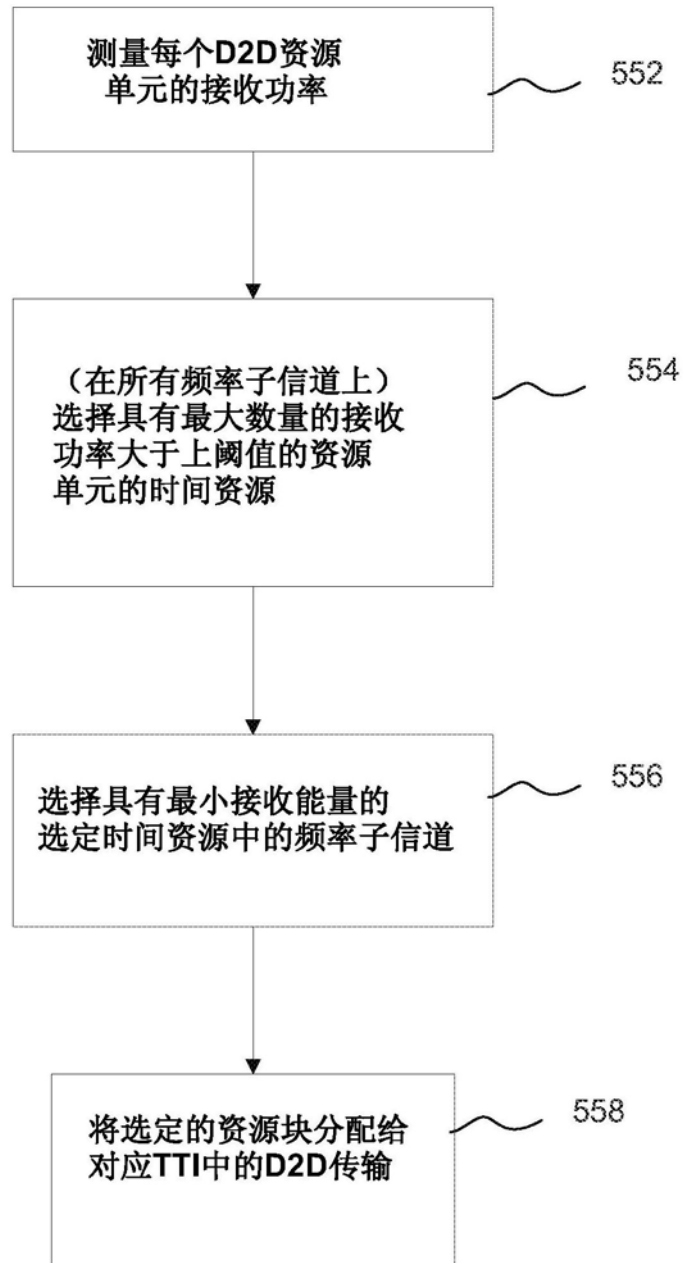 测量每个D2D资源
单元的接收功率
552
（在所有频率子信道上）
选择具有最大数量的接收
功率大于上阈值的资源
单元的时间资源
554
选择具有最小接收能量的
选定时间资源中的频率子信道
556
将选定的资源块分配给
对应TTI中的D2D传输
558